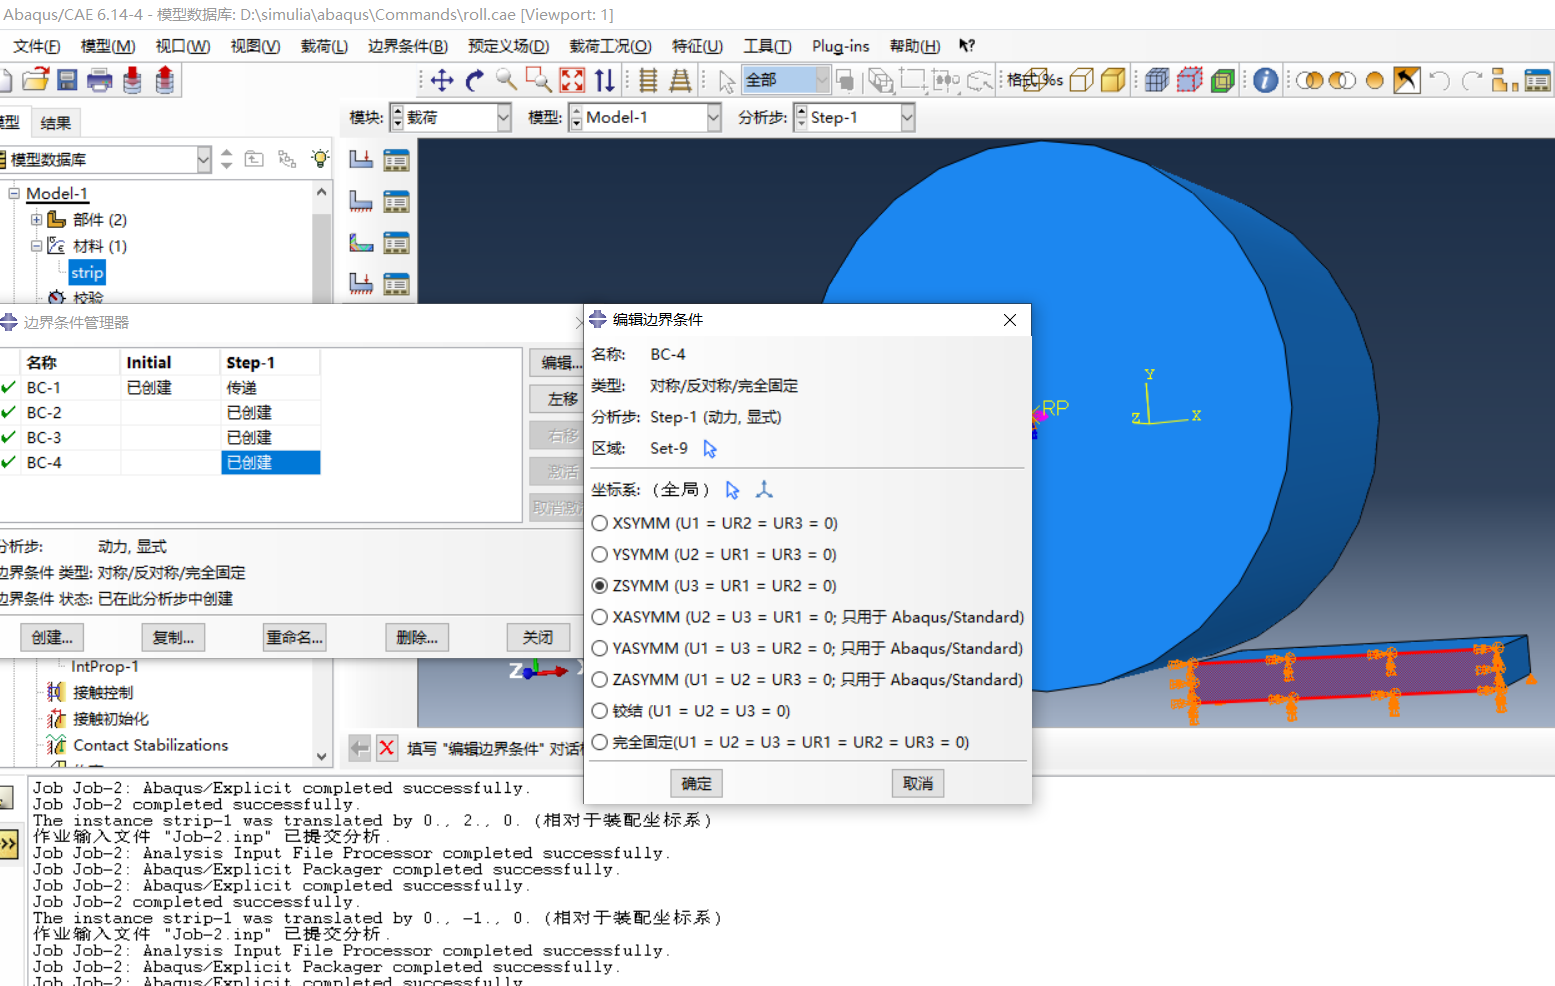 Abaqus/CAE 6.14-4 - 模型数据库: D:\simulia\abaqus\Commands\roll.cae [Viewport: 1]
文件(F) 模型(M) 视口(W) 视图(V) 载荷(L) 边界条件(B) 预定义场(D) 载荷工况(O) 特征(U) 工具(T) Plug-ins 帮助(H)
全部 格式 %s
模型 结果 模块: 载荷 模型: Model-1 分析步: Step-1
模型数据库
Model-1
部件 (2)
材料 (1)
strip
校验
边界条件管理器
名称 Initial Step-1
BC-1 已创建 传递
BC-2 已创建
BC-3 已创建
BC-4 已创建
编辑...
左移
右移
激活
取消激
分析步: 动力, 显式
边界条件 类型: 对称/反对称/完全固定
边界条件 状态: 已在此分析步中创建
创建... 复制... 重命名... 删除... 关闭
编辑边界条件
名称: BC-4
类型: 对称/反对称/完全固定
分析步: Step-1 (动力, 显式)
区域: Set-9
坐标系: (全局)
XSYMM (U1 = UR2 = UR3 = 0)
YSYMM (U2 = UR1 = UR3 = 0)
ZSYMM (U3 = UR1 = UR2 = 0)
XASYMM (U2 = U3 = UR1 = 0; 只用于 Abaqus/Standard)
YASYMM (U1 = U3 = UR2 = 0; 只用于 Abaqus/Standard)
ZASYMM (U1 = U2 = UR3 = 0; 只用于 Abaqus/Standard)
铰结 (U1 = U2 = U3 = 0)
完全固定(U1 = U2 = U3 = UR1 = UR2 = UR3 = 0)
确定 取消
RP
Y
Z X
Z X
IntProp-1
接触控制
接触初始化
Contact Stabilizations
填写 "编辑边界条件" 对话
Job Job-2: Abaqus/Explicit completed successfully.
Job Job-2 completed successfully.
The instance strip-1 was translated by 0., 2., 0. (相对于装配坐标系)
作业输入文件 "Job-2.inp" 已提交分析.
Job Job-2: Analysis Input File Processor completed successfully.
Job Job-2: Abaqus/Explicit Packager completed successfully.
Job Job-2: Abaqus/Explicit completed successfully.
Job Job-2 completed successfully.
The instance strip-1 was translated by 0., -1., 0. (相对于装配坐标系)
作业输入文件 "Job-2.inp" 已提交分析.
Job Job-2: Analysis Input File Processor completed successfully.
Job Job-2: Abaqus/Explicit Packager completed successfully.
Job Job-2: Abaqus/Explicit completed successfully.